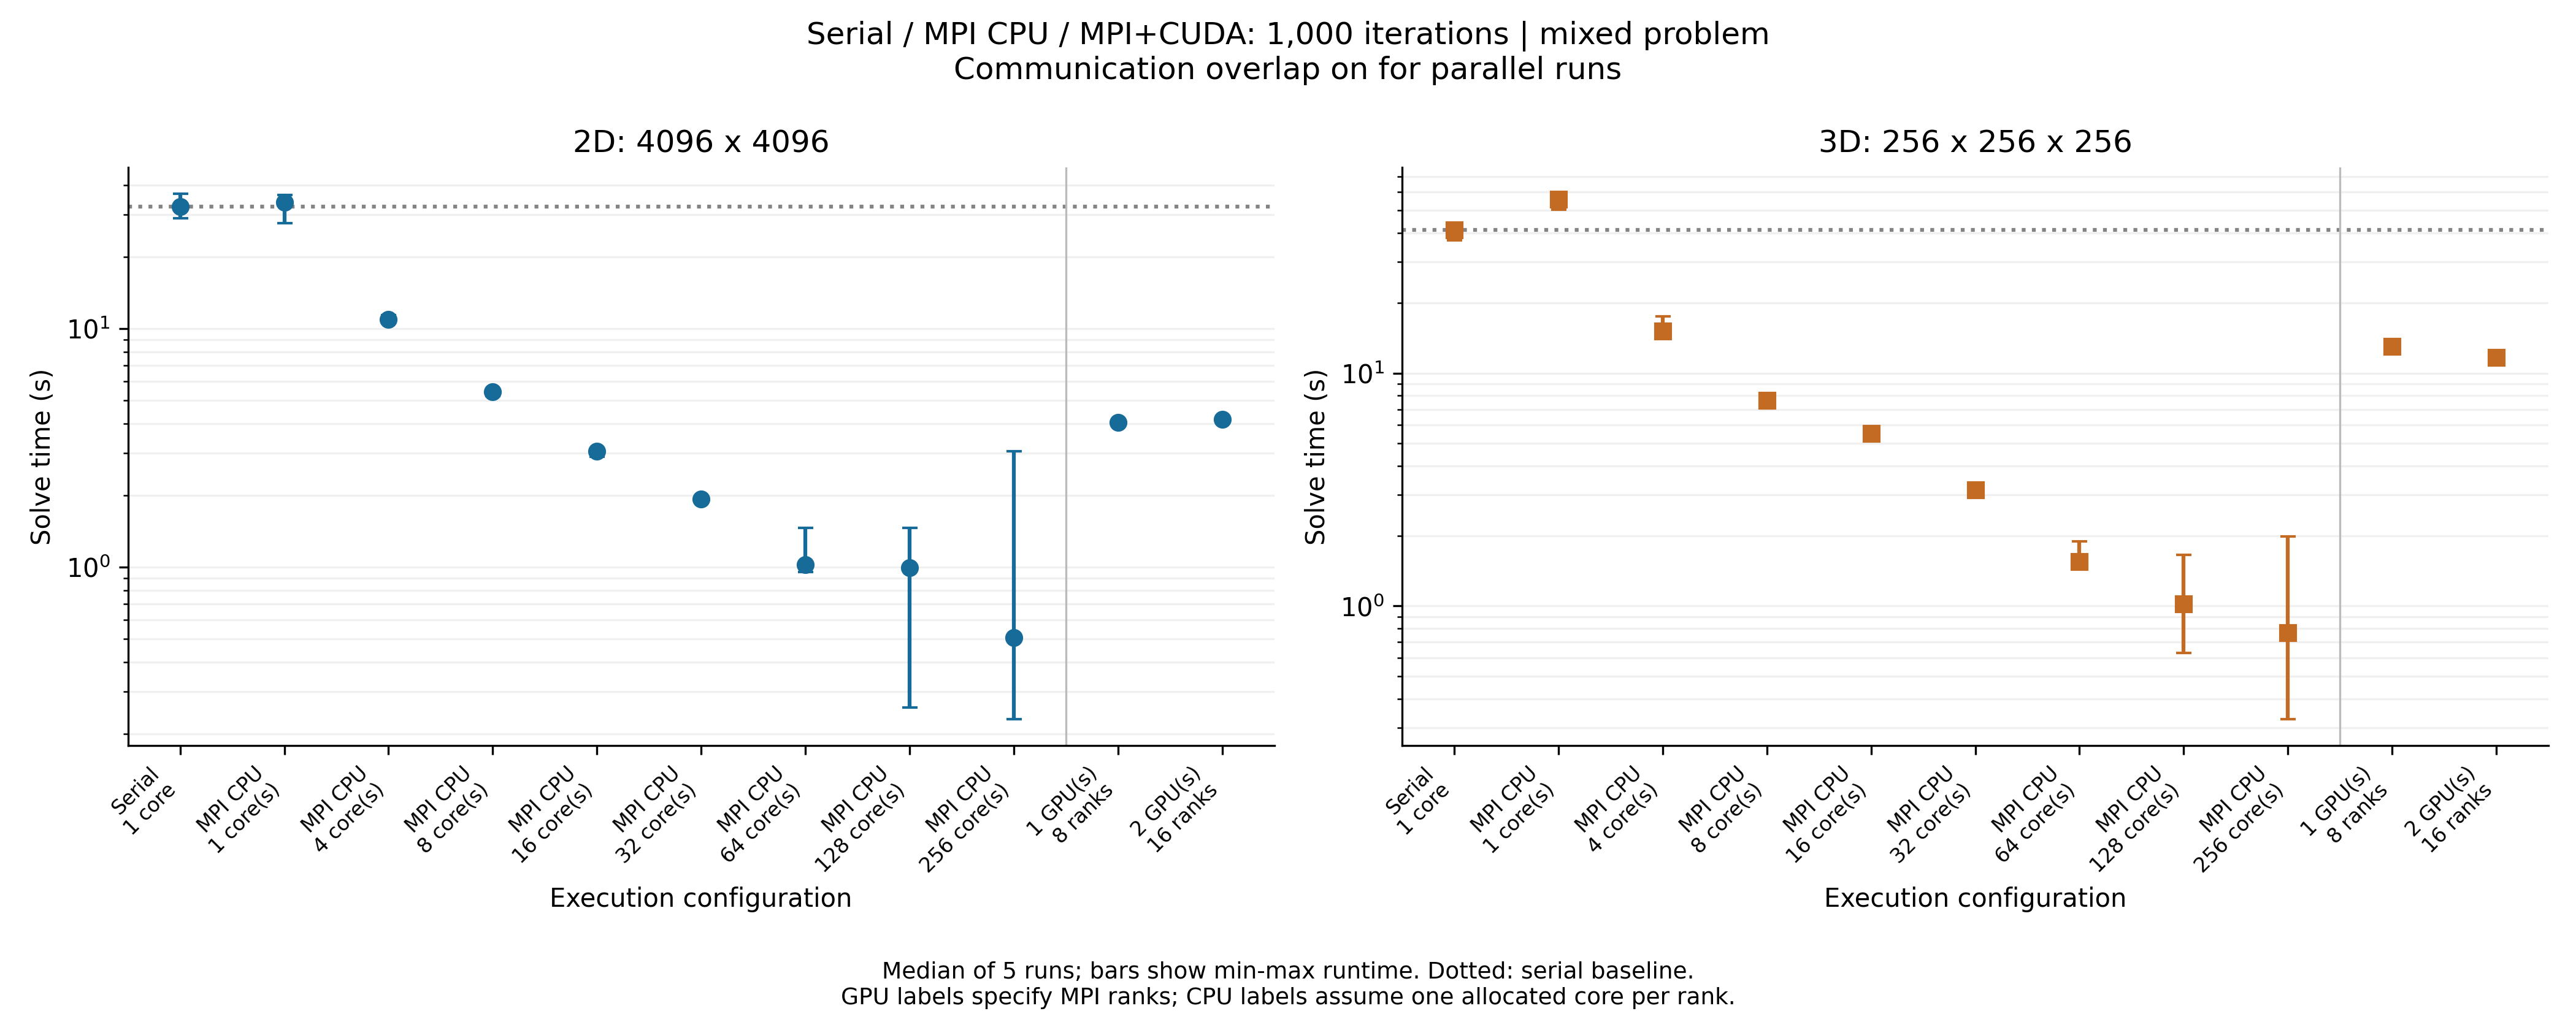 Serial / MPI CPU / MPI+CUDA: 1,000 iterations | mixed problem
Communication overlap on for parallel runs
2D: 4096 x 4096
Solve time (s)
10¹
10⁰
Serial
1 core
MPI CPU
1 core(s)
MPI CPU
4 core(s)
MPI CPU
8 core(s)
MPI CPU
16 core(s)
MPI CPU
32 core(s)
MPI CPU
64 core(s)
MPI CPU
128 core(s)
MPI CPU
256 core(s)
1 GPU(s)
8 ranks
2 GPU(s)
16 ranks
Execution configuration
3D: 256 x 256 x 256
Solve time (s)
10¹
10⁰
Serial
1 core
MPI CPU
1 core(s)
MPI CPU
4 core(s)
MPI CPU
8 core(s)
MPI CPU
16 core(s)
MPI CPU
32 core(s)
MPI CPU
64 core(s)
MPI CPU
128 core(s)
MPI CPU
256 core(s)
1 GPU(s)
8 ranks
2 GPU(s)
16 ranks
Execution configuration
Median of 5 runs; bars show min-max runtime. Dotted: serial baseline.
GPU labels specify MPI ranks; CPU labels assume one allocated core per rank.